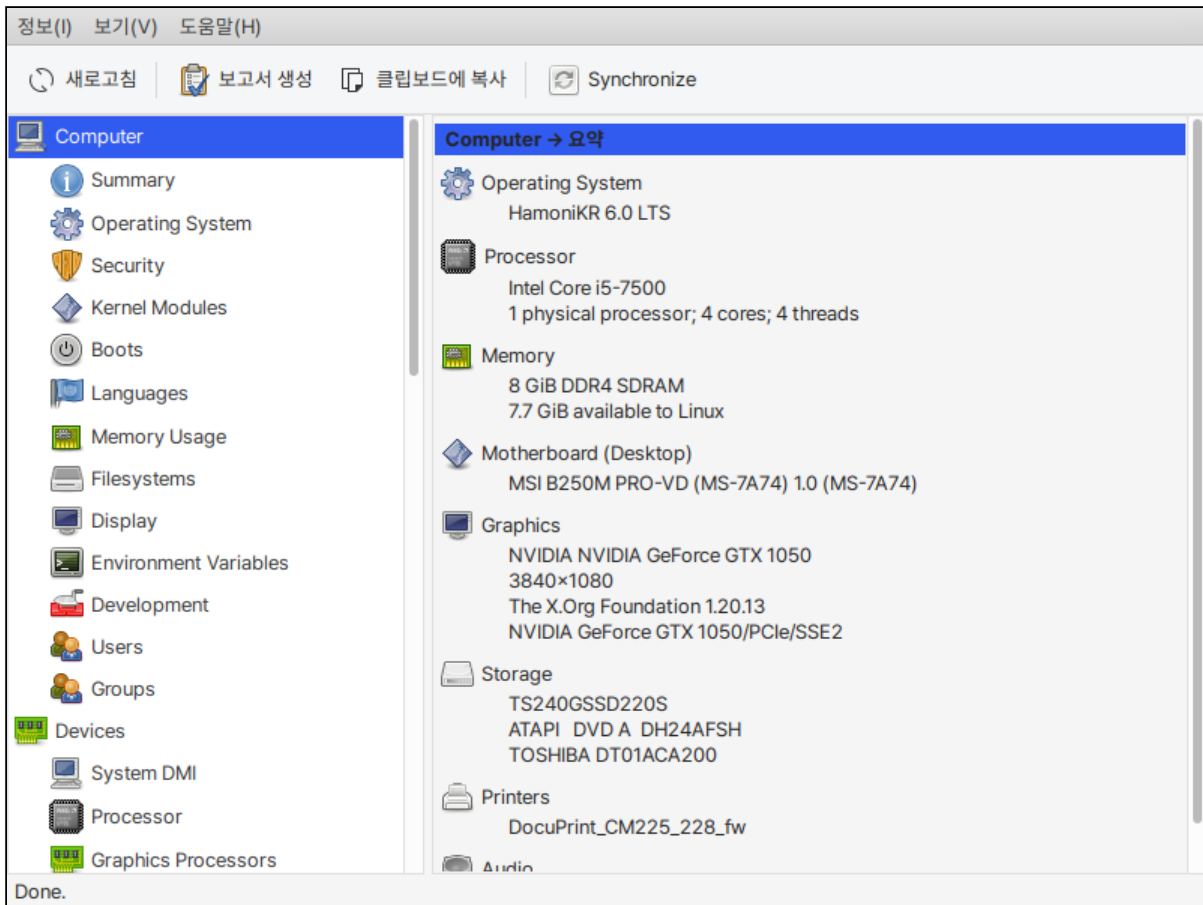 정보(I) 보기(V) 도움말(H)
새로고침 보고서 생성 클립보드에 복사 Synchronize
Computer
Summary
Operating System
Security
Kernel Modules
Boots
Languages
Memory Usage
Filesystems
Display
Environment Variables
Development
Users
Groups
Devices
System DMI
Processor
Graphics Processors
Computer → 요약
Operating System
HamoniKR 6.0 LTS
Processor
Intel Core i5-7500
1 physical processor; 4 cores; 4 threads
Memory
8 GiB DDR4 SDRAM
7.7 GiB available to Linux
Motherboard (Desktop)
MSI B250M PRO-VD (MS-7A74) 1.0 (MS-7A74)
Graphics
NVIDIA NVIDIA GeForce GTX 1050
3840×1080
The X.Org Foundation 1.20.13
NVIDIA GeForce GTX 1050/PCIe/SSE2
Storage
TS240GSSD220S
ATAPI DVD A DH24AFSH
TOSHIBA DT01ACA200
Printers
DocuPrint_CM225_228_fw
Audio
Done.